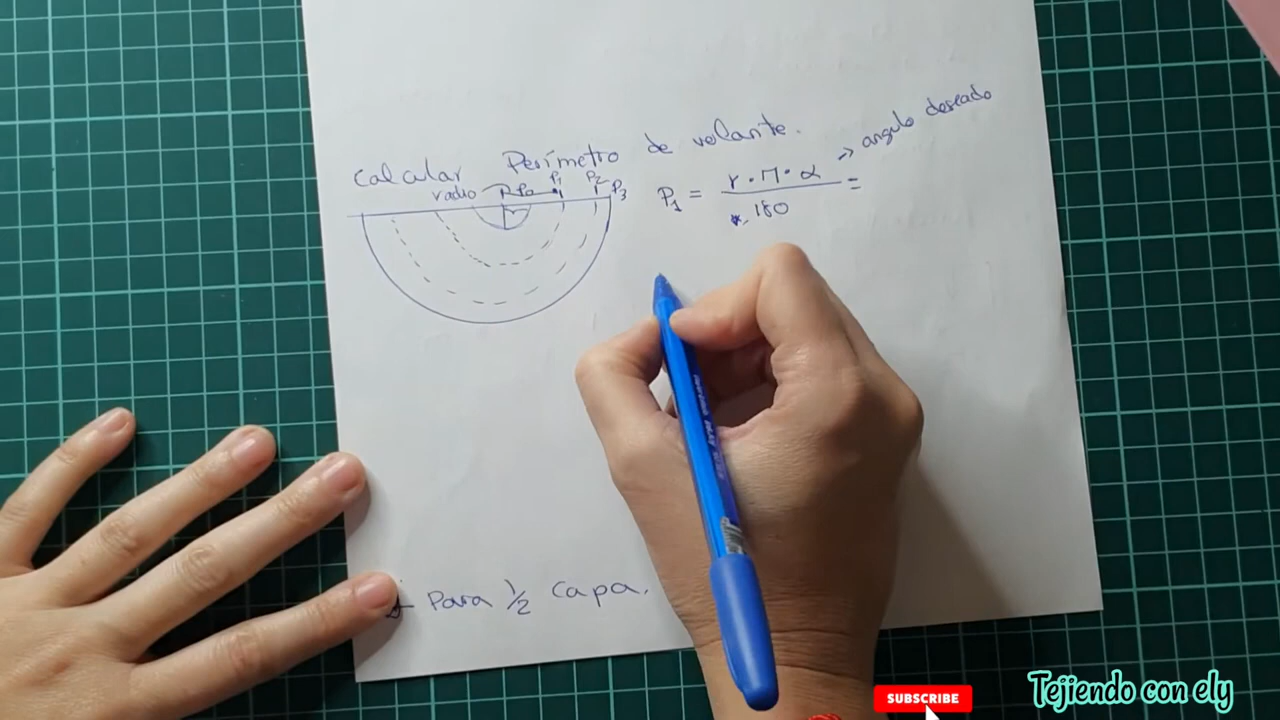 Calcular Perímetro de volante.
-> angulo deseado
radio P0 P1 P2 P3
r
P1 = r . π . α =
180
Para 1/2 capa.
SUBSCRIBE
Tejiendo con ely